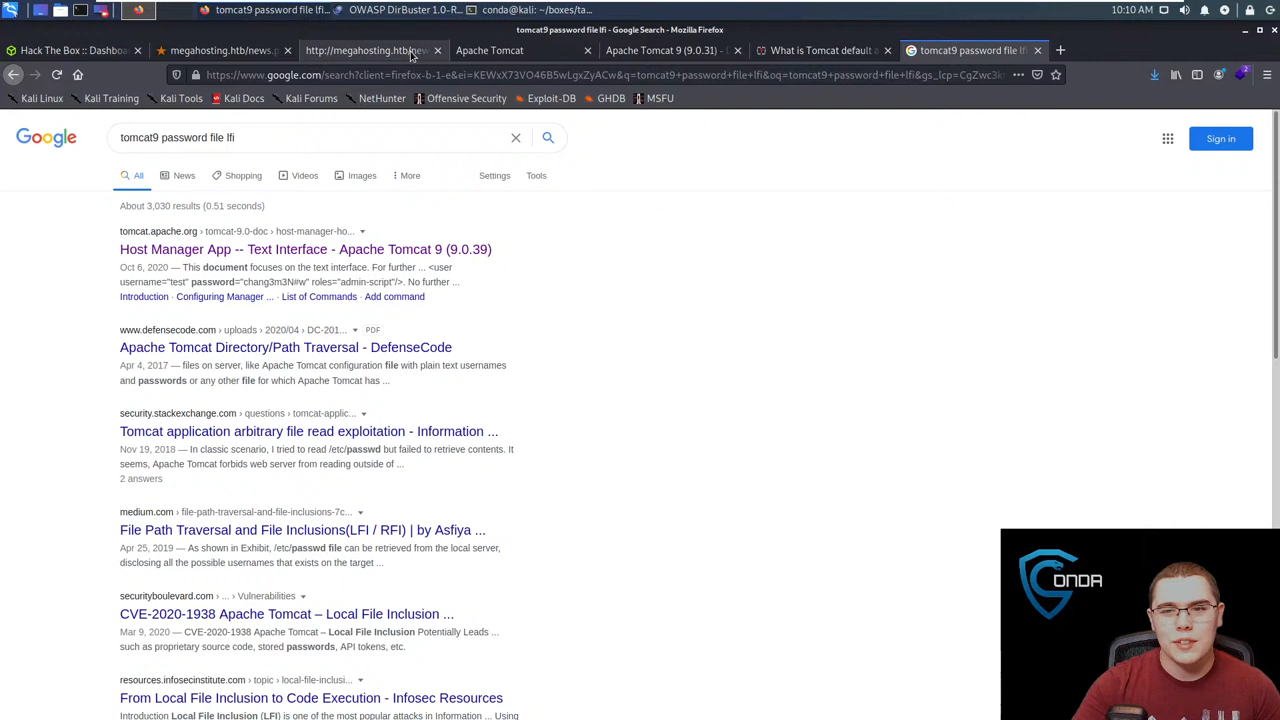 tomcat9 password file lfi...
OWASP DirBuster 1.0-R...
conda@kali: ~/boxes/ta...
10:10 AM
tomcat9 password file lfi - Google Search - Mozilla Firefox
Hack The Box :: Dashboa
megahosting.htb/news.p
http://megahosting.htb/new
Apache Tomcat
Apache Tomcat 9 (9.0.31) -
What is Tomcat default a
tomcat9 password file lfi
https://www.google.com/search?client=firefox-b-1-e&ei=KEWxX73VO46B5wLgxZyACw&q=tomcat9+password+file+lfi&oq=tomcat9+password+file+lfi&gs_lcp=CgZwc3k
Kali Linux
Kali Training
Kali Tools
Kali Docs
Kali Forums
NetHunter
Offensive Security
Exploit-DB
GHDB
MSFU
Google
tomcat9 password file lfi
Sign in
All
News
Shopping
Videos
Images
More
Settings
Tools
About 3,030 results (0.51 seconds)
tomcat.apache.org › tomcat-9.0-doc › host-manager-ho...
Host Manager App -- Text Interface - Apache Tomcat 9 (9.0.39)
Oct 6, 2020 — This document focuses on the text interface. For further ... <user
username="test" password="chang3m3N#w" roles="admin-script"/>. No further ...
Introduction · Configuring Manager ... · List of Commands · Add command
www.defensecode.com › uploads › 2020/04 › DC-201... PDF
Apache Tomcat Directory/Path Traversal - DefenseCode
Apr 4, 2017 — files on server, like Apache Tomcat configuration file with plain text usernames
and passwords or any other file for which Apache Tomcat has ...
security.stackexchange.com › questions › tomcat-applic...
Tomcat application arbitrary file read exploitation - Information ...
Nov 19, 2018 — In classic scenario, I tried to read /etc/passwd but failed to retrieve contents. It
seems, Apache Tomcat forbids web server from reading outside of ...
2 answers
medium.com › file-path-traversal-and-file-inclusions-7c...
File Path Traversal and File Inclusions(LFI / RFI) | by Asfiya ...
Apr 25, 2019 — As shown in Exhibit, /etc/passwd file can be retrieved from the local server,
disclosing all the possible usernames that exists on the target ...
securityboulevard.com › ... › Vulnerabilities
CVE-2020-1938 Apache Tomcat – Local File Inclusion ...
Mar 9, 2020 — CVE-2020-1938 Apache Tomcat – Local File Inclusion Potentially Leads ...
such as proprietary source code, stored passwords, API tokens, etc.
resources.infosecinstitute.com › topic › local-file-inclusi...
From Local File Inclusion to Code Execution - Infosec Resources
Introduction Local File Inclusion (LFI) is one of the most popular attacks in Information ... Using
CONDA